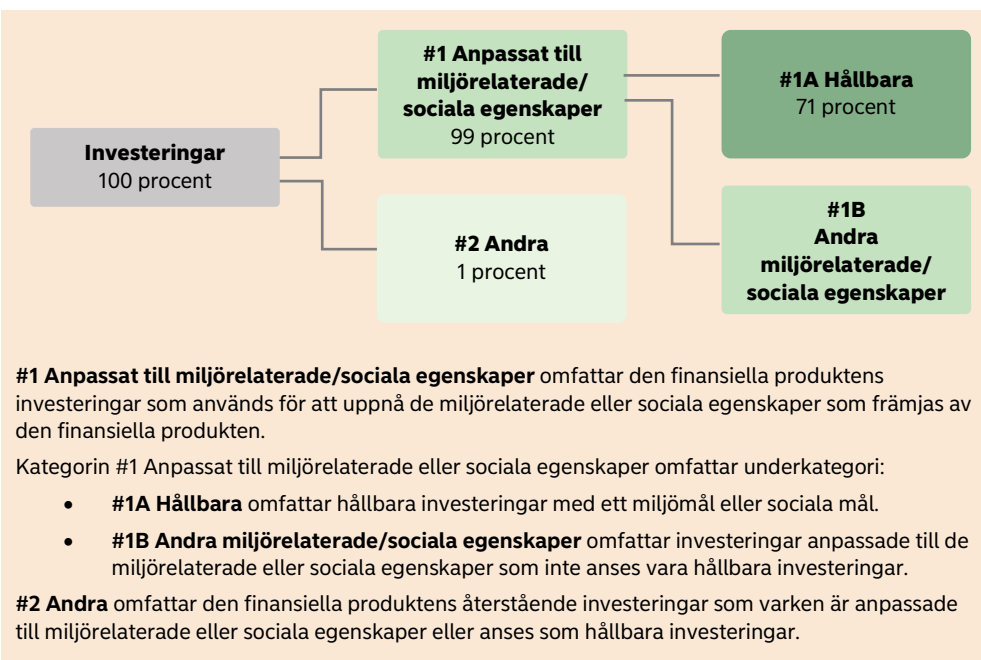 Investeringar
100 procent
#1 Anpassat till
miljörelaterade/
sociala egenskaper
99 procent
#2 Andra
1 procent
#1A Hållbara
71 procent
#1B
Andra
miljörelaterade/
sociala egenskaper
#1 Anpassat till miljörelaterade/sociala egenskaper omfattar den finansiella produktens
investeringar som används för att uppnå de miljörelaterade eller sociala egenskaper som främjas av
den finansiella produkten.
Kategorin #1 Anpassat till miljörelaterade eller sociala egenskaper omfattar underkategori:
• #1A Hållbara omfattar hållbara investeringar med ett miljömål eller sociala mål.
• #1B Andra miljörelaterade/sociala egenskaper omfattar investeringar anpassade till de
miljörelaterade eller sociala egenskaper som inte anses vara hållbara investeringar.
#2 Andra omfattar den finansiella produktens återstående investeringar som varken är anpassade
till miljörelaterade eller sociala egenskaper eller anses som hållbara investeringar.